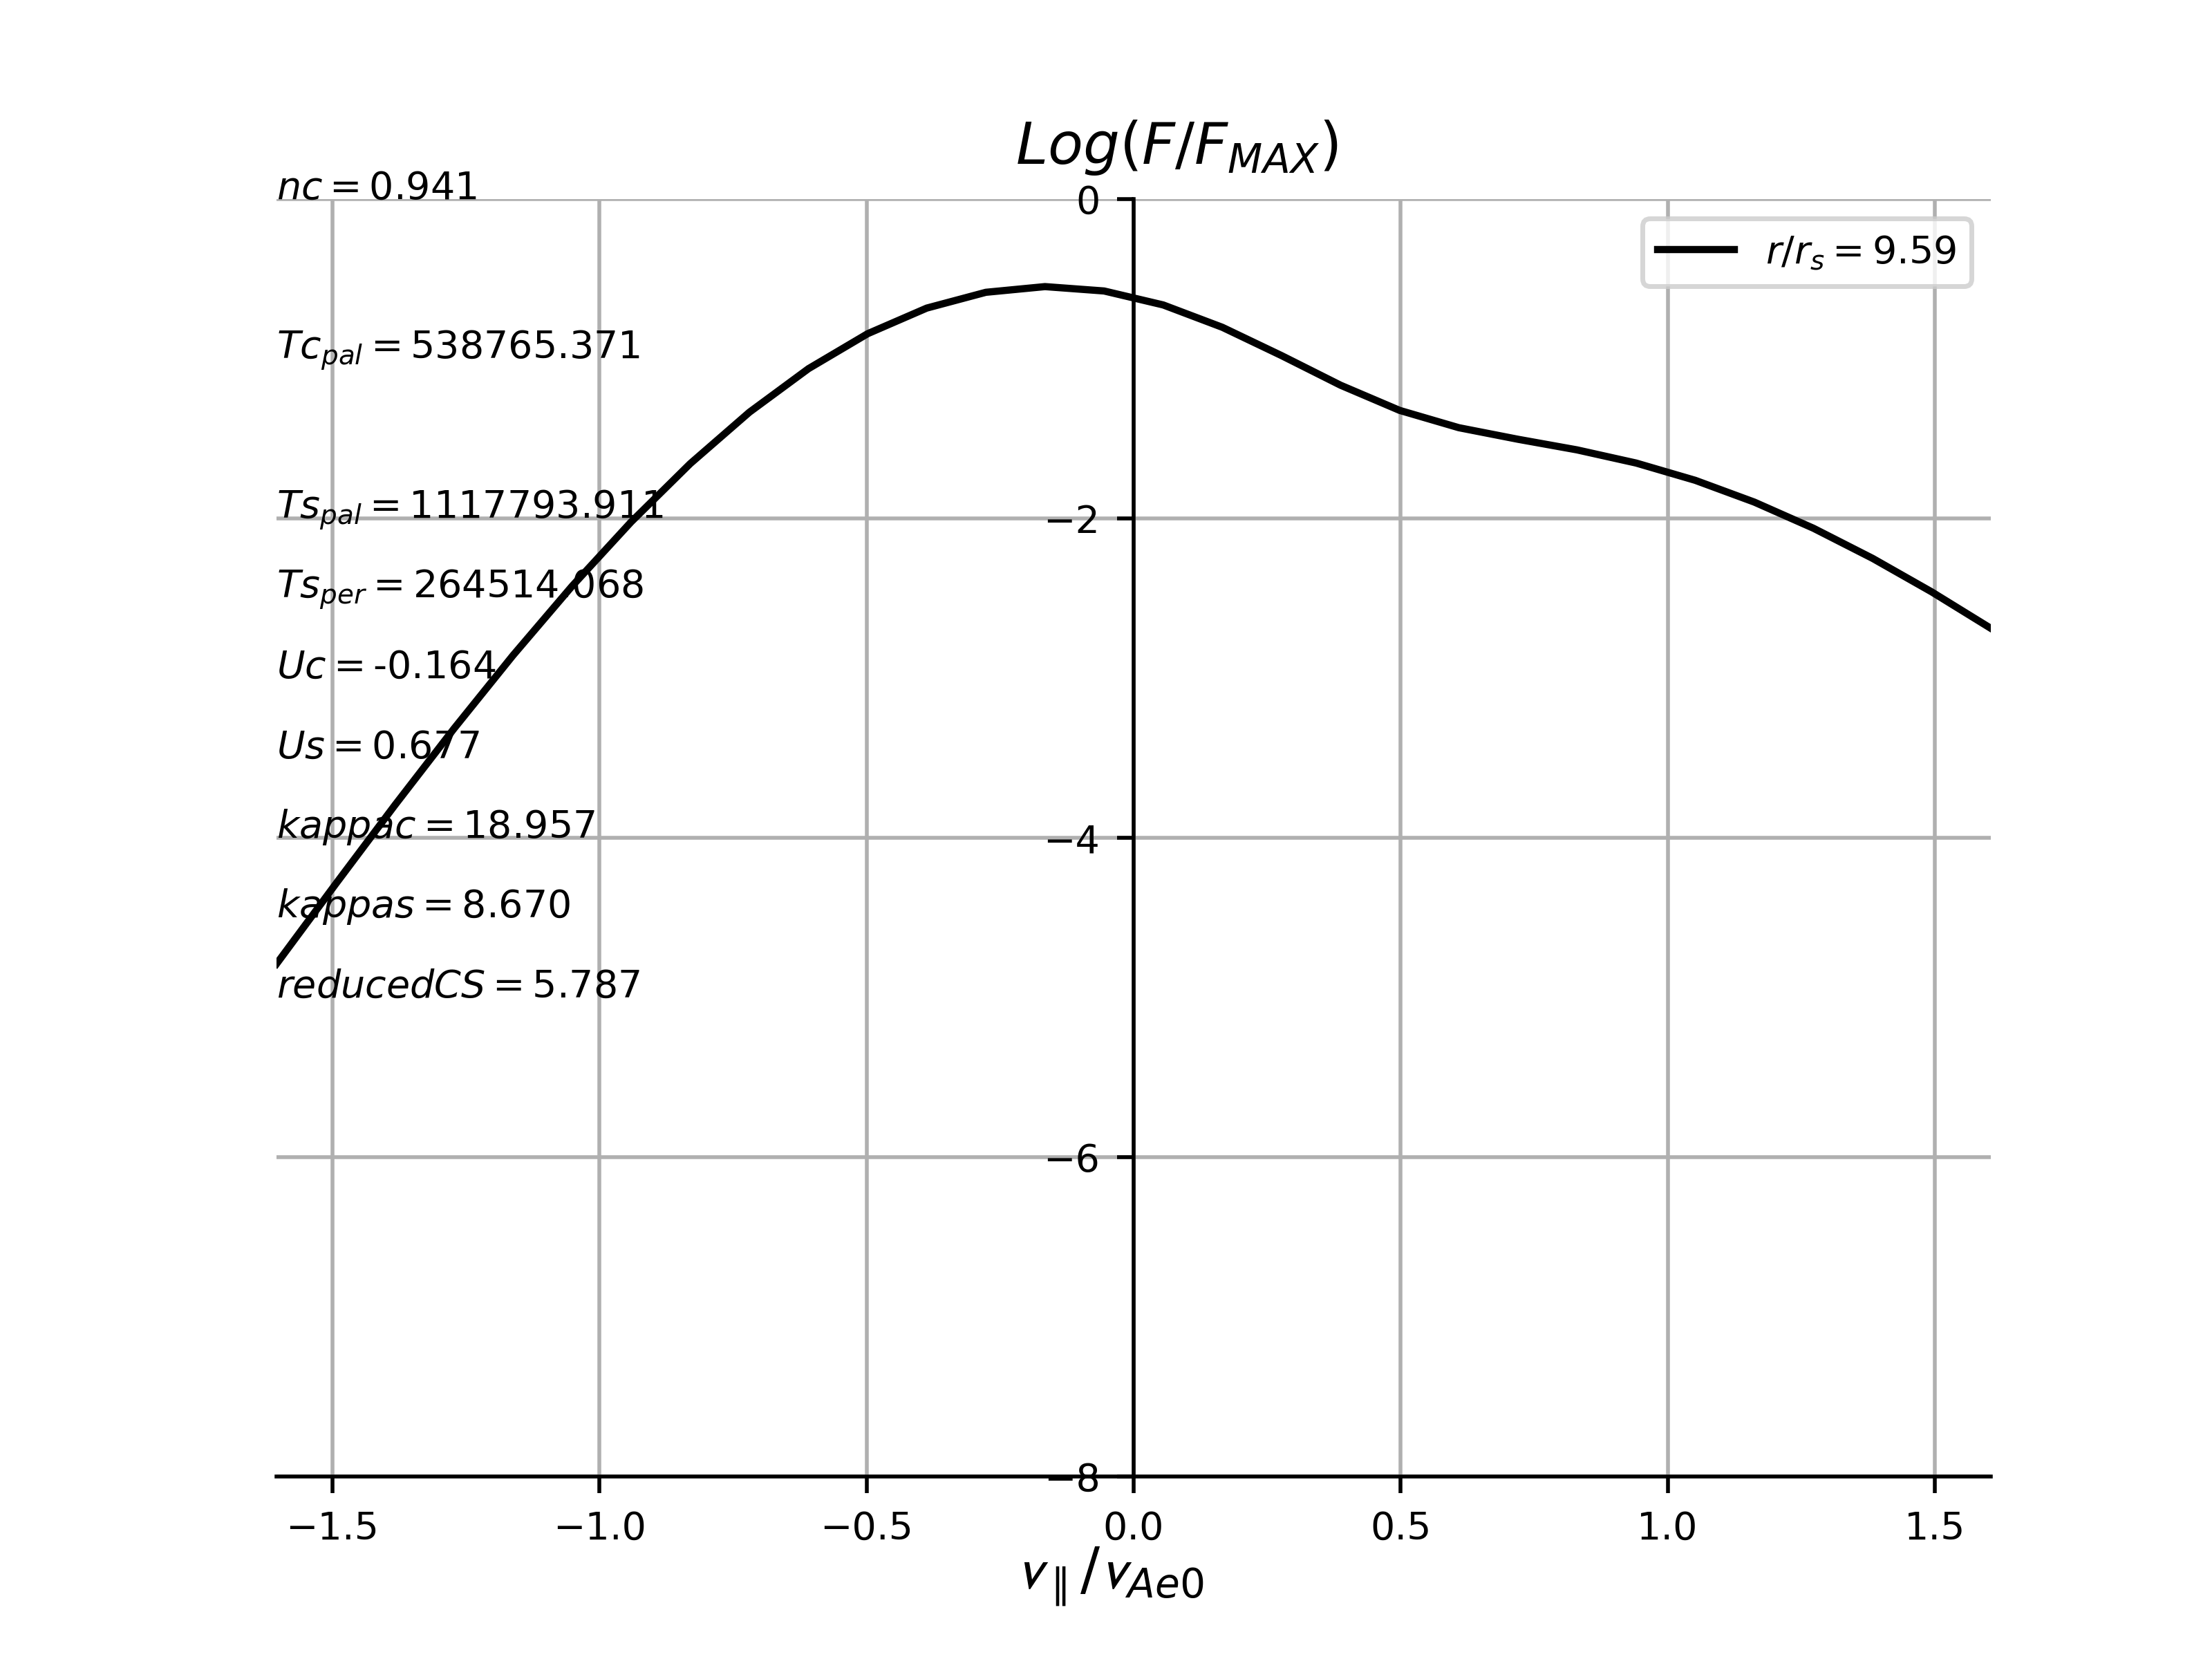 Log(F/F_MAX)
nc = 0.941
0
r/r_s = 9.59
Tc_pal = 538765.371
Ts_pal = 1117793.911
−2
Ts_per = 264514.068
Uc = -0.164
Us = 0.677
kappac = 18.957
−4
kappas = 8.670
reducedCS = 5.787
−6
−8
−1.5 −1.0 −0.5 0.0 0.5 1.0 1.5
v_∥/v_Ae0